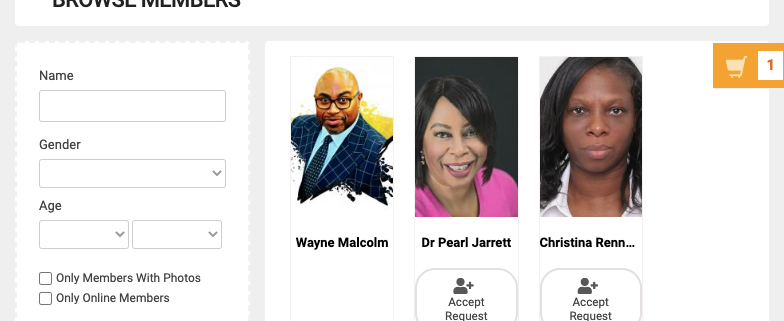 BROWSE MEMBERS
Name
Gender
Age
Only Members With Photos
Only Online Members
1
Wayne Malcolm
Dr Pearl Jarrett
Christina Renn...
Accept
Request
Accept
Request